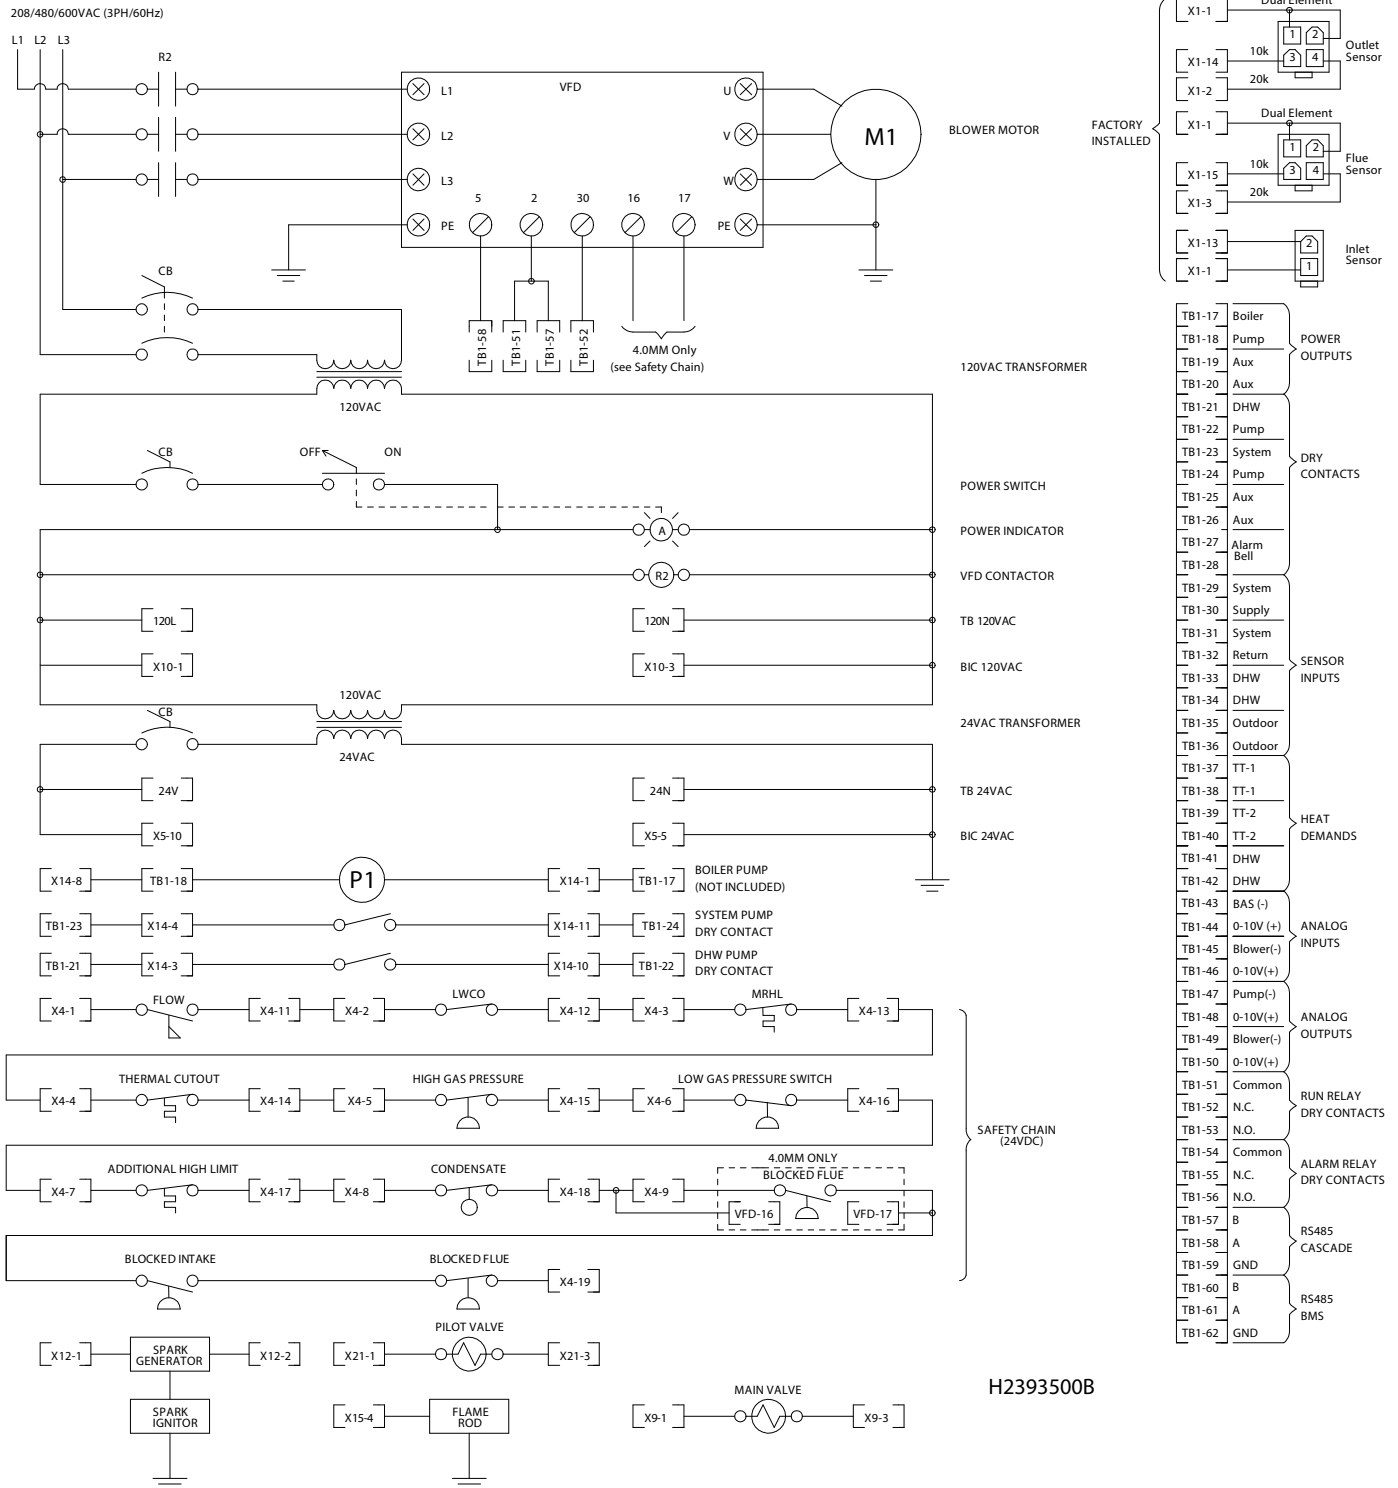 208/480/600VAC (3PH/60Hz)
L1 L2 L3
R2
VFD
L1
L2
L3
PE
U
V
W
PE
5 2 30 16 17
M1
BLOWER MOTOR
TB1-58
TB1-51
TB1-57
TB1-52
4.0MM Only
(see Safety Chain)
CB
120VAC TRANSFORMER
120VAC
CB
OFF ON
POWER SWITCH
A
POWER INDICATOR
R2
VFD CONTACTOR
120L 120N TB 120VAC
X10-1 X10-3 BIC 120VAC
120VAC
CB
24VAC TRANSFORMER
24VAC
24V 24N TB 24VAC
X5-10 X5-5 BIC 24VAC
X14-8 TB1-18 P1 X14-1 TB1-17 BOILER PUMP
(NOT INCLUDED)
TB1-23 X14-4 X14-11 TB1-24 SYSTEM PUMP
DRY CONTACT
TB1-21 X14-3 X14-10 TB1-22 DHW PUMP
DRY CONTACT
FLOW LWCO MRHL
X4-1 X4-11 X4-2 X4-12 X4-3 X4-13
THERMAL CUTOUT HIGH GAS PRESSURE LOW GAS PRESSURE SWITCH
X4-4 X4-14 X4-5 X4-15 X4-6 X4-16
SAFETY CHAIN
(24VDC)
4.0MM ONLY
ADDITIONAL HIGH LIMIT CONDENSATE BLOCKED FLUE
X4-7 X4-17 X4-8 X4-18 X4-9
VFD-16 VFD-17
BLOCKED INTAKE BLOCKED FLUE
X4-19
PILOT VALVE
X12-1 SPARK
GENERATOR X12-2 X21-1 X21-3
MAIN VALVE
SPARK
IGNITOR
X15-4 FLAME
ROD
X9-1 X9-3
H2393500B
FACTORY
INSTALLED
Dual Element
X1-1
1 2
3 4
X1-14 10k
X1-2 20k
Outlet
Sensor
Dual Element
X1-1
1 2
3 4
X1-15 10k
X1-3 20k
Flue
Sensor
X1-13 2
X1-1 1
Inlet
Sensor
TB1-17 Boiler
TB1-18 Pump
TB1-19 Aux
TB1-20 Aux
POWER
OUTPUTS
TB1-21 DHW
TB1-22 Pump
TB1-23 System
TB1-24 Pump
TB1-25 Aux
TB1-26 Aux
TB1-27 Alarm
TB1-28 Bell
DRY
CONTACTS
TB1-29 System
TB1-30 Supply
TB1-31 System
TB1-32 Return
TB1-33 DHW
TB1-34 DHW
TB1-35 Outdoor
TB1-36 Outdoor
SENSOR
INPUTS
TB1-37 TT-1
TB1-38 TT-1
TB1-39 TT-2
TB1-40 TT-2
TB1-41 DHW
TB1-42 DHW
HEAT
DEMANDS
TB1-43 BAS (-)
TB1-44 0-10V (+)
TB1-45 Blower(-)
TB1-46 0-10V(+)
ANALOG
INPUTS
TB1-47 Pump(-)
TB1-48 0-10V(+)
TB1-49 Blower(-)
TB1-50 0-10V(+)
ANALOG
OUTPUTS
TB1-51 Common
TB1-52 N.C.
TB1-53 N.O.
RUN RELAY
DRY CONTACTS
TB1-54 Common
TB1-55 N.C.
TB1-56 N.O.
ALARM RELAY
DRY CONTACTS
TB1-57 B
TB1-58 A
TB1-59 GND
RS485
CASCADE
TB1-60 B
TB1-61 A
TB1-62 GND
RS485
BMS